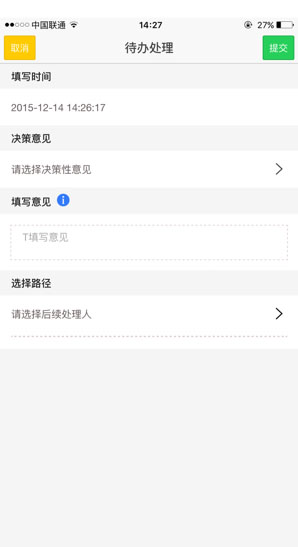 中国联通 14:27 27%
取消 待办处理 提交
填写时间
2015-12-14 14:26:17
决策意见
请选择决策性意见
填写意见 i
T填写意见
选择路径
请选择后续处理人